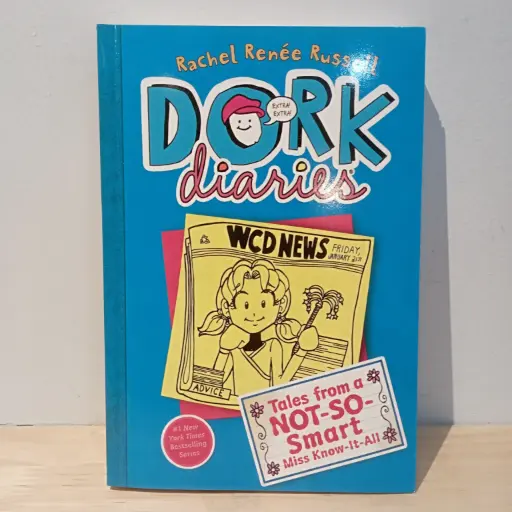 Rachel Renée Russell
EXTRA!
EXTRA!
DORK
diaries
WCD NEWS
FRIDAY,
JANUARY 31ST
ADVICE
Tales from a
NOT-SO-
Smart
Miss Know-It-All
#1 New
York Times
Bestselling
Series